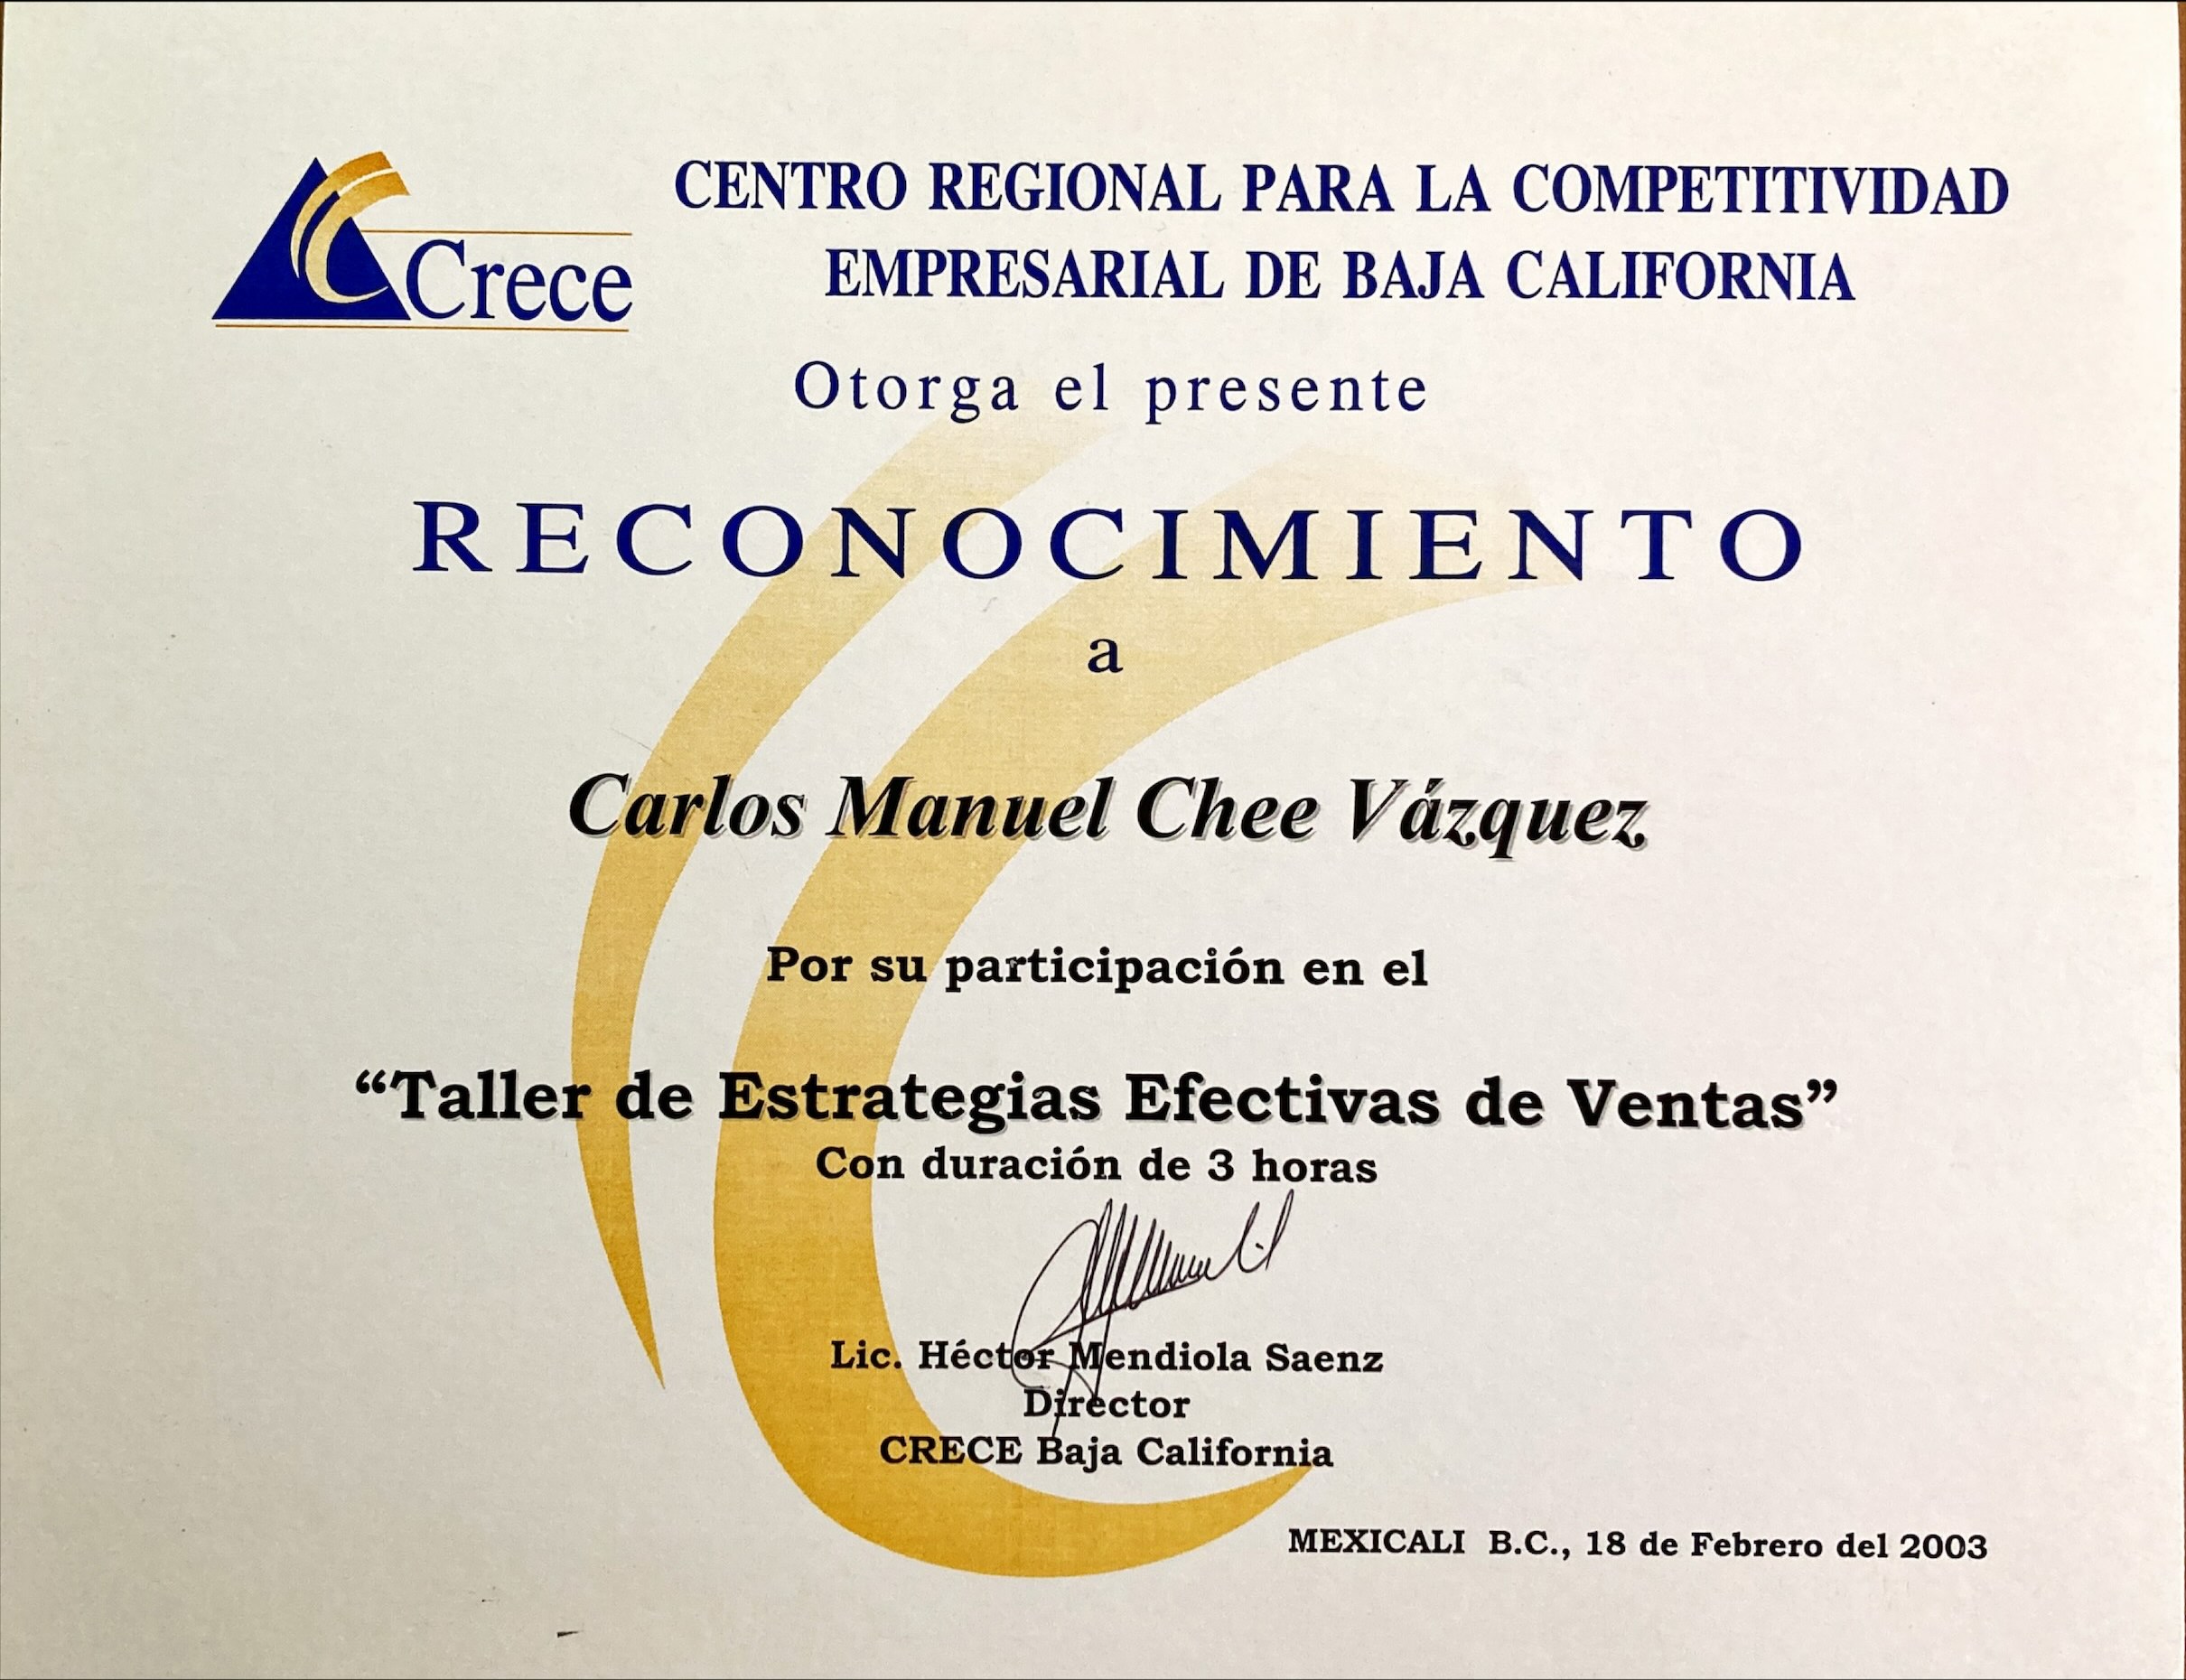 Crece
CENTRO REGIONAL PARA LA COMPETITIVIDAD
EMPRESARIAL DE BAJA CALIFORNIA
Otorga el presente
RECONOCIMIENTO
a
Carlos Manuel Chee Vázquez
Por su participación en el
“Taller de Estrategias Efectivas de Ventas”
Con duración de 3 horas
Lic. Héctor Mendiola Saenz
Director
CRECE Baja California
MEXICALI B.C., 18 de Febrero del 2003